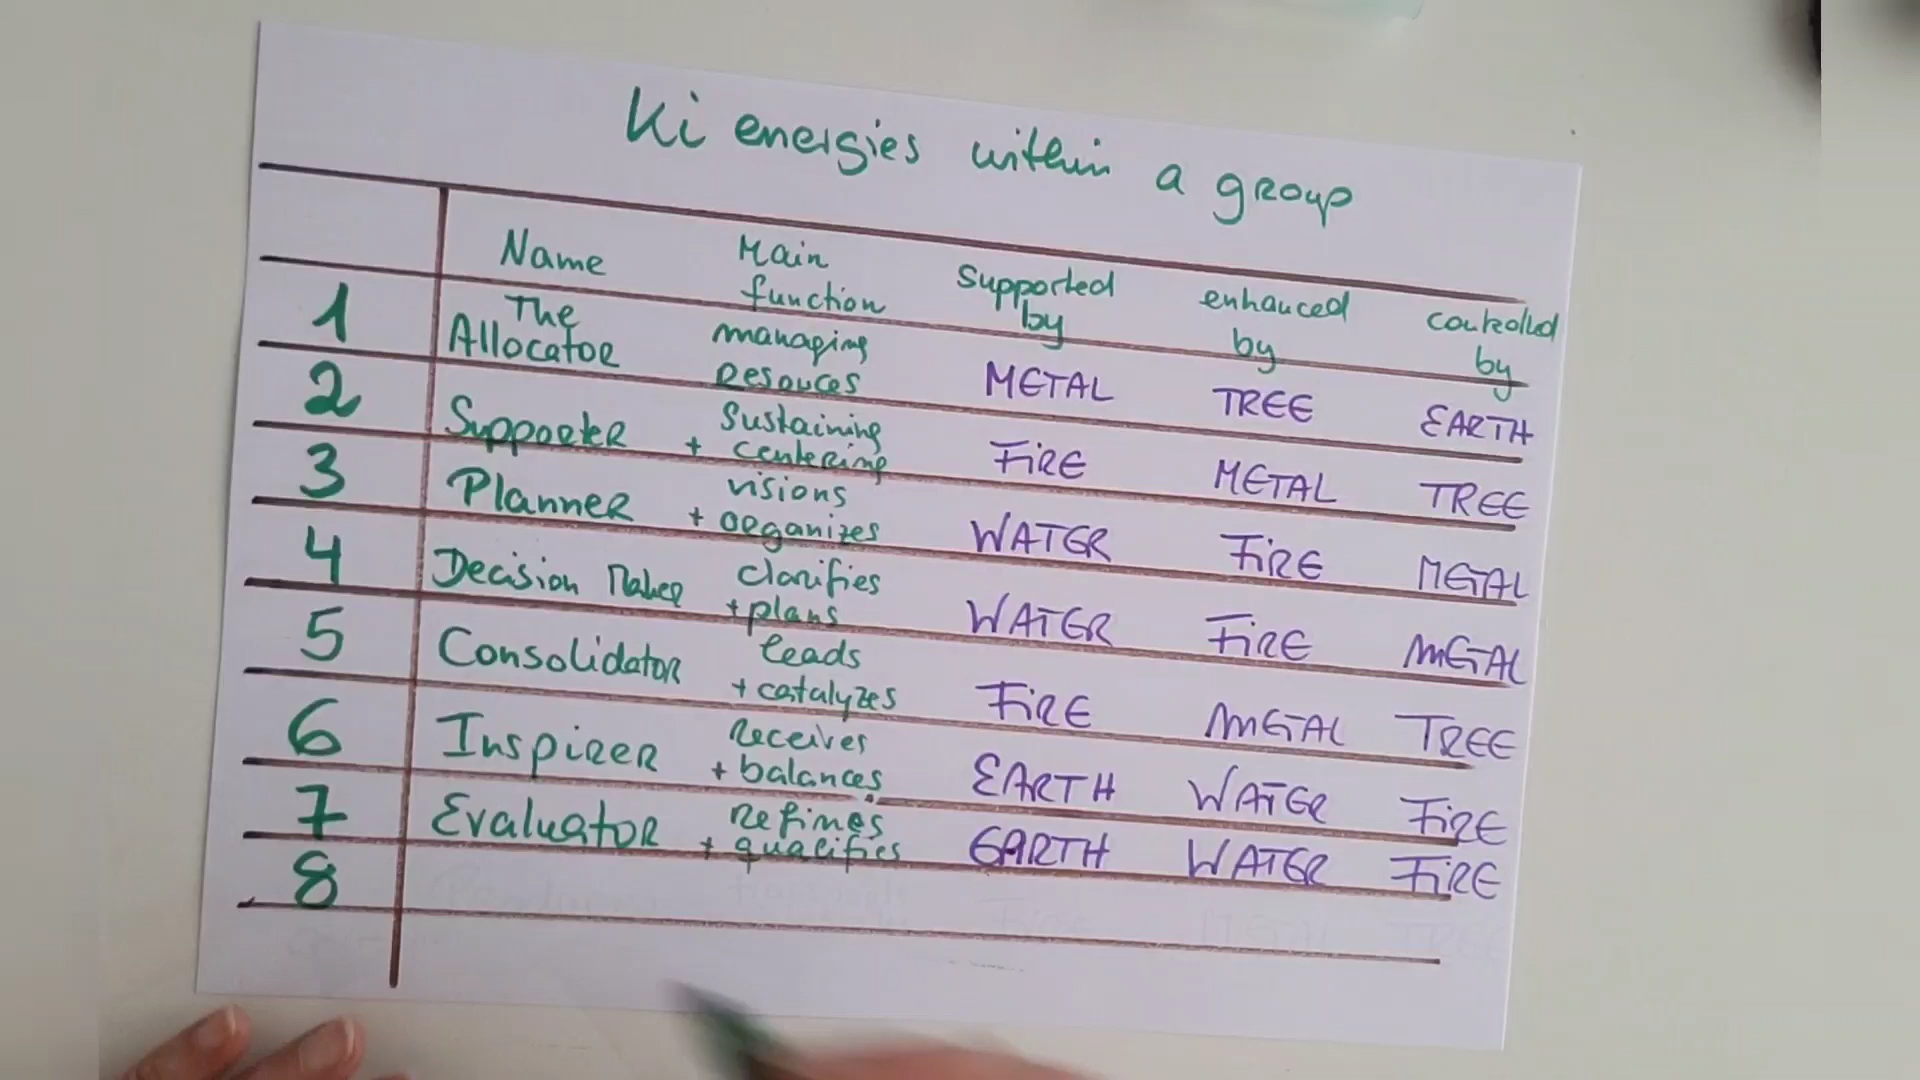 Ki energies within a group
Name Main function Supported by enhanced by controlled by
1 The Allocator managing resouces METAL TREE EARTH
2 Supporter sustaining + centering FIRE METAL TREE
3 Planner visions + organizes WATER FIRE METAL
4 Decision Maker clarifies + plans WATER FIRE METAL
5 Consolidator leads + catalyzes FIRE METAL TREE
6 Inspirer receives + balances EARTH WATER FIRE
7 Evaluator refines + qualifies EARTH WATER FIRE
8